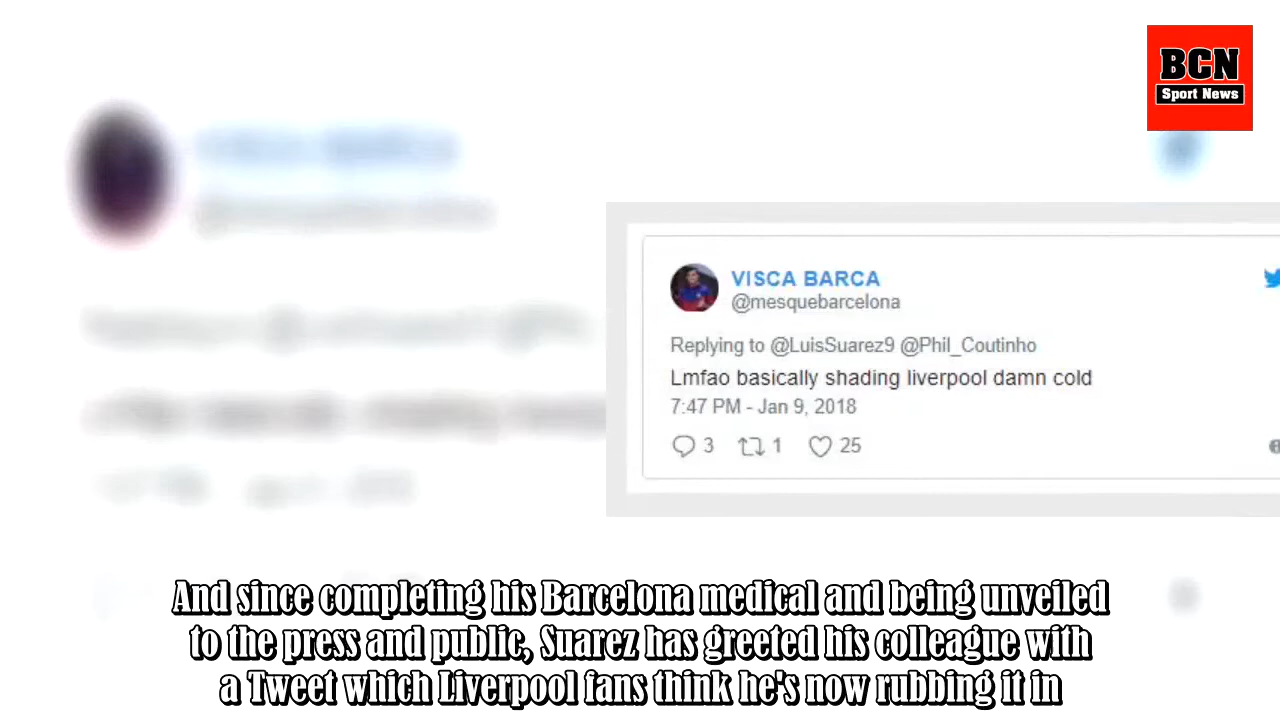 BCN
Sport News
VISCA BARCA
@mesquebarcelona
Replying to @LuisSuarez9 @Phil_Coutinho
Lmfao basically shading liverpool damn cold
7:47 PM - Jan 9, 2018
3 1 25
And since completing his Barcelona medical and being unveiled
to the press and public, Suarez has greeted his colleague with
a Tweet which Liverpool fans think he's now rubbing it in